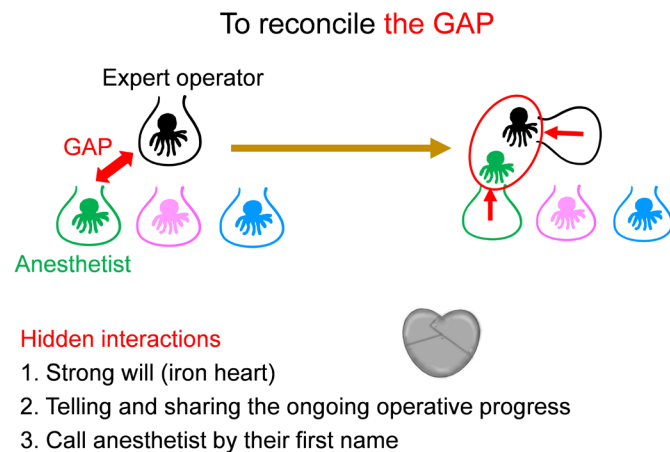 To reconcile the GAP
Expert operator
GAP
Anesthetist
Hidden interactions
1. Strong will (iron heart)
2. Telling and sharing the ongoing operative progress
3. Call anesthetist by their first name